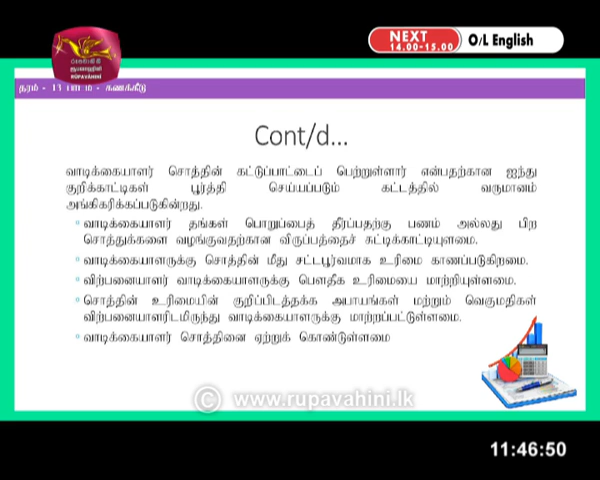 NEXT
14.00-15.00
O/L English
தரம் - 13 பாடம் - கணக்கீடு
Cont/d...
வாடிக்கையாளர் சொத்தின் கட்டுப்பாட்டைப் பெற்றுள்ளார் என்பதற்கான ஐந்து
குறிக்காட்டிகள் பூர்த்தி செய்யப்படும் கட்டத்தில் வருமானம்
அங்கிகரிக்கப்படுகின்றது.
வாடிக்கையாளர் தங்கள் பொறுப்பைத் தீர்ப்பதற்கு பணம் அல்லது பிற
சொத்துக்களை வழங்குவதற்கான விருப்பத்தைச் சுட்டிக்காட்டியுள்ளமை.
வாடிக்கையாளருக்கு சொத்தின் மீது சட்டபூர்வமாக உரிமை காணப்படுகிறமை.
விற்பனையாளர் வாடிக்கையாளருக்கு பௌதீக உரிமையை மாற்றியுள்ளமை.
சொத்தின் உரிமையின் குறிப்பிடத்தக்க அபாயங்கள் மற்றும் வெகுமதிகள்
விற்பனையாளரிடமிருந்து வாடிக்கையாளருக்கு மாற்றப்பட்டுள்ளமை.
வாடிக்கையாளர் சொத்தினை ஏற்றுக் கொண்டுள்ளமை
© www.rupavahini.lk
11:46:50